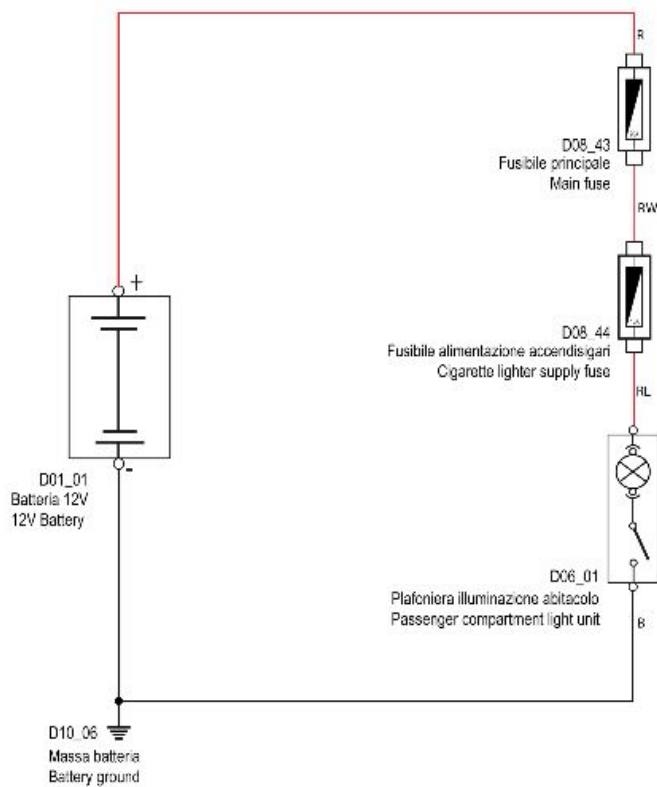 R
D08_43
Fusibile principale
Main fuse
RW
D08_44
Fusibile alimentazione accendisigari
Cigarette lighter supply fuse
RL
+
-
D01_01
Batteria 12V
12V Battery
D06_01
Plafoniera illuminazione abitacolo
Passenger compartment light unit
B
D10_06
Massa batteria
Battery ground